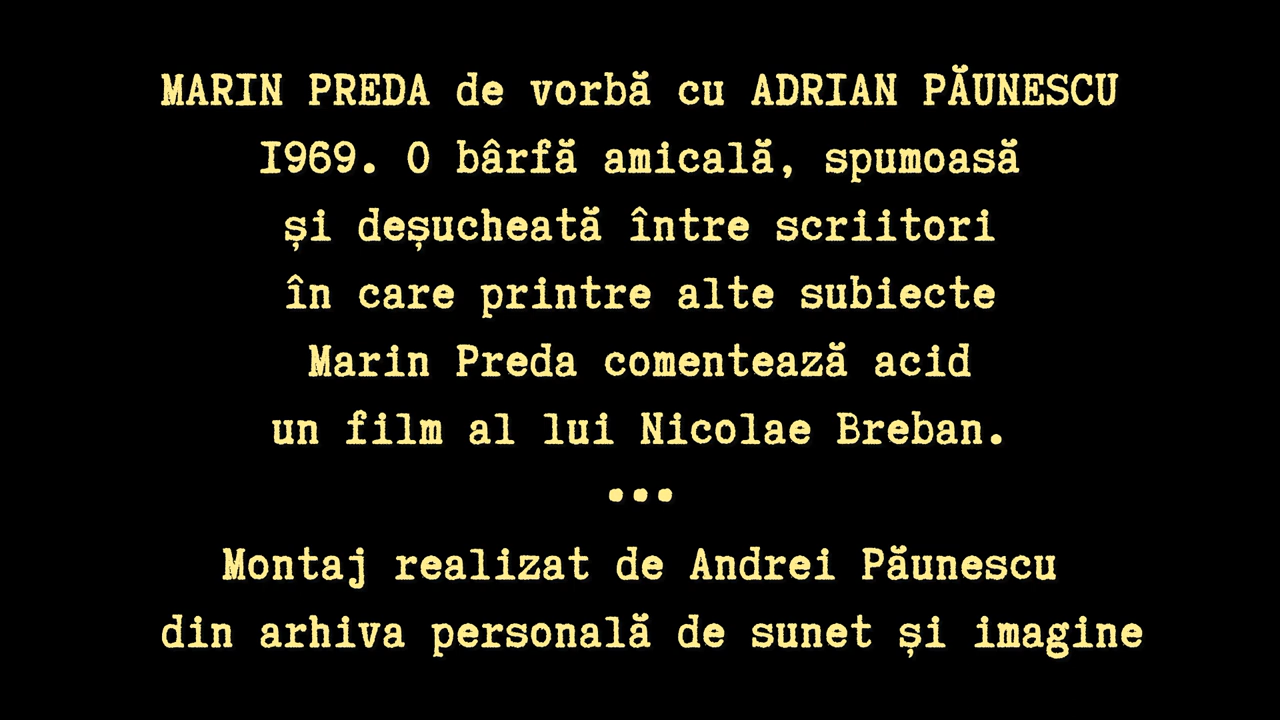 MARIN PREDA de vorbă cu ADRIAN PĂUNESCU
1969. O bârfă amicală, spumoasă
și deșucheată între scriitori
în care printre alte subiecte
Marin Preda comentează acid
un film al lui Nicolae Breban.
•••
Montaj realizat de Andrei Păunescu
din arhiva personală de sunet și imagine